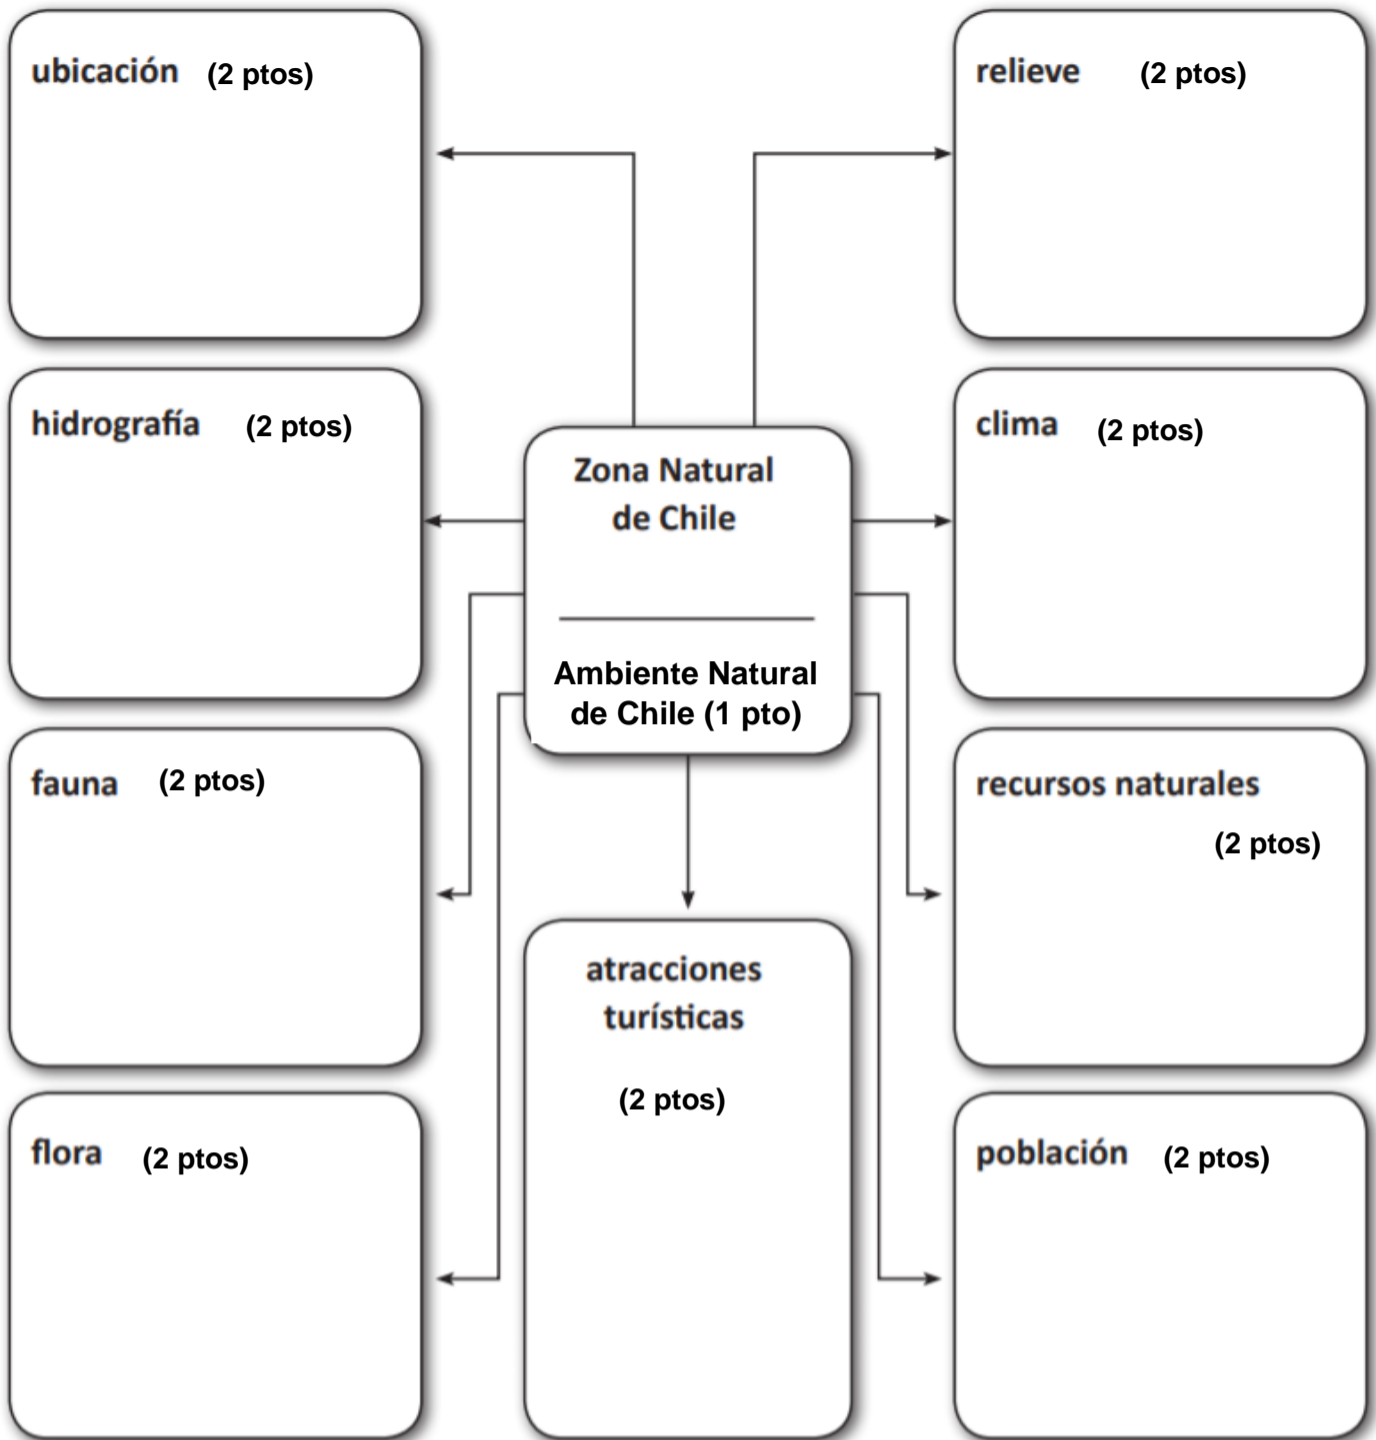 ubicación (2 ptos)
relieve (2 ptos)
hidrografía (2 ptos)
clima (2 ptos)
Zona Natural
de Chile
Ambiente Natural
de Chile (1 pto)
fauna (2 ptos)
recursos naturales
(2 ptos)
atracciones
turísticas
(2 ptos)
flora (2 ptos)
población (2 ptos)